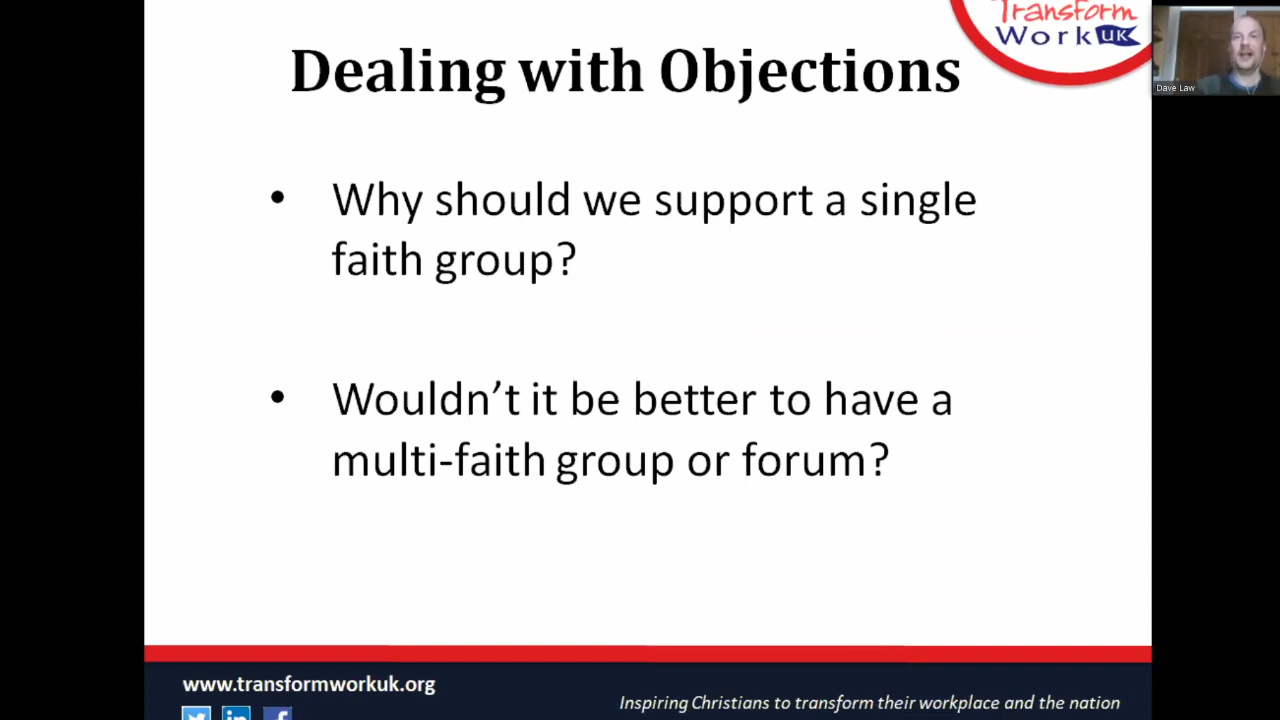 Transform
Work UK
Dave Law
Dealing with Objections
• Why should we support a single
faith group?
• Wouldn’t it be better to have a
multi-faith group or forum?
www.transformworkuk.org
Inspiring Christians to transform their workplace and the nation
in
f